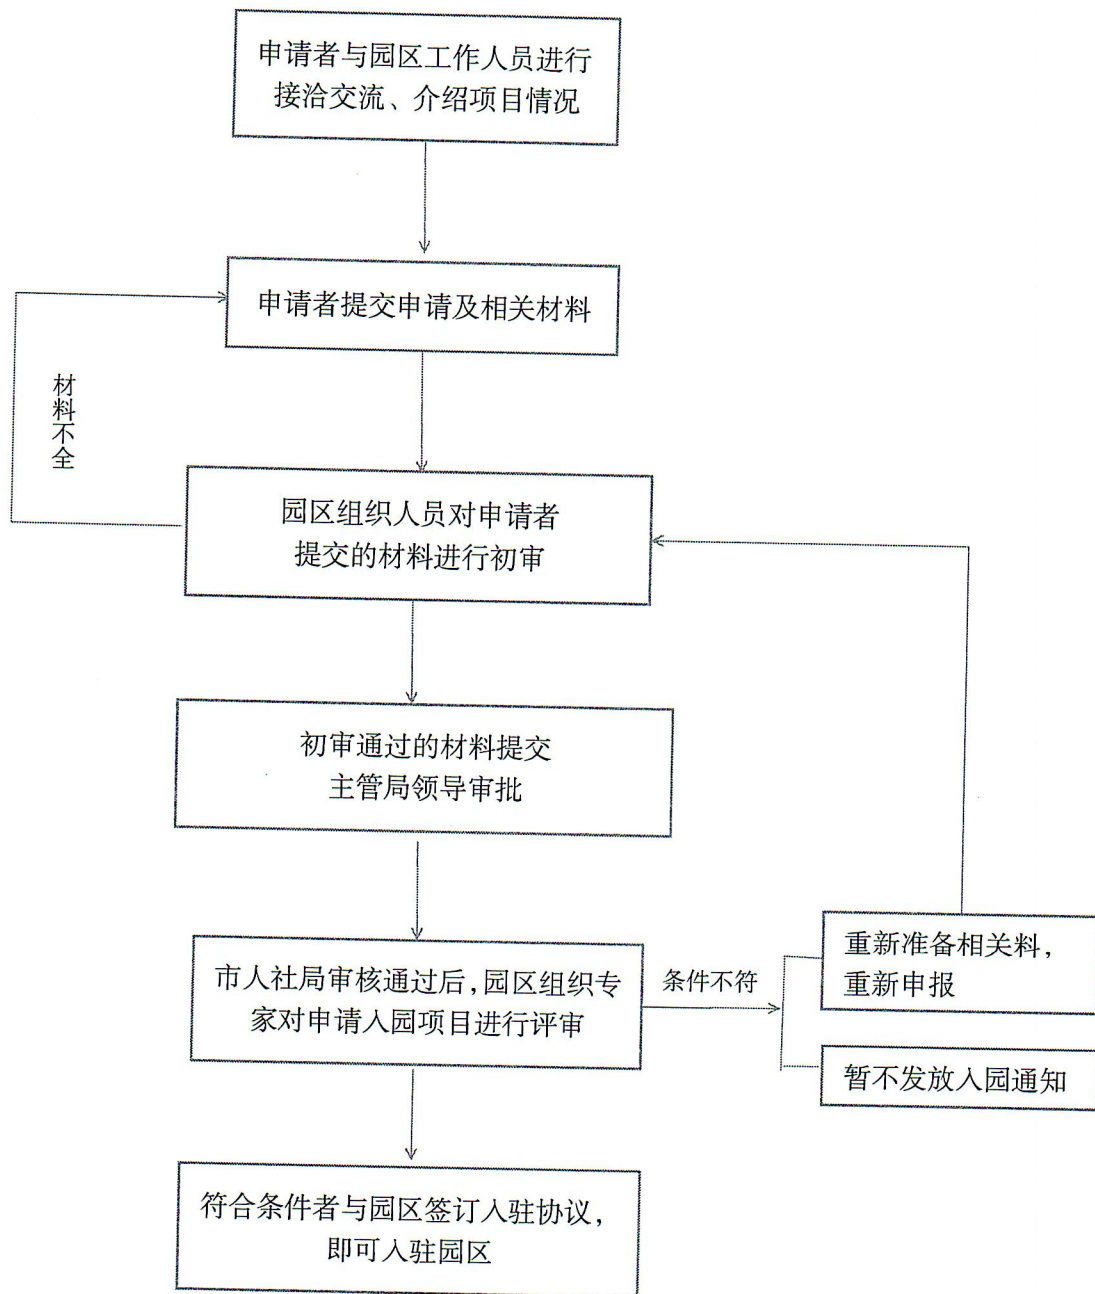 申请者与园区工作人员进行
接洽交流、介绍项目情况
申请者提交申请及相关材料
材料不全
园区组织人员对申请者
提交的材料进行初审
初审通过的材料提交
主管局领导审批
市人社局审核通过后,园区组织专
家对申请入园项目进行评审
条件不符
重新准备相关料,
重新申报
暂不发放入园通知
符合条件者与园区签订入驻协议,
即可入驻园区